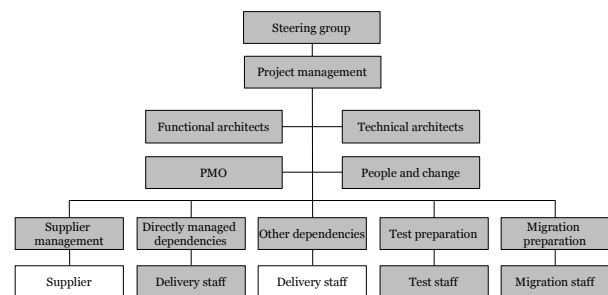 Steering group
Project management
Functional architects
Technical architects
PMO
People and change
Supplier
management
Directly managed
dependencies
Other dependencies
Test preparation
Migration
preparation
Supplier
Delivery staff
Delivery staff
Test staff
Migration staff